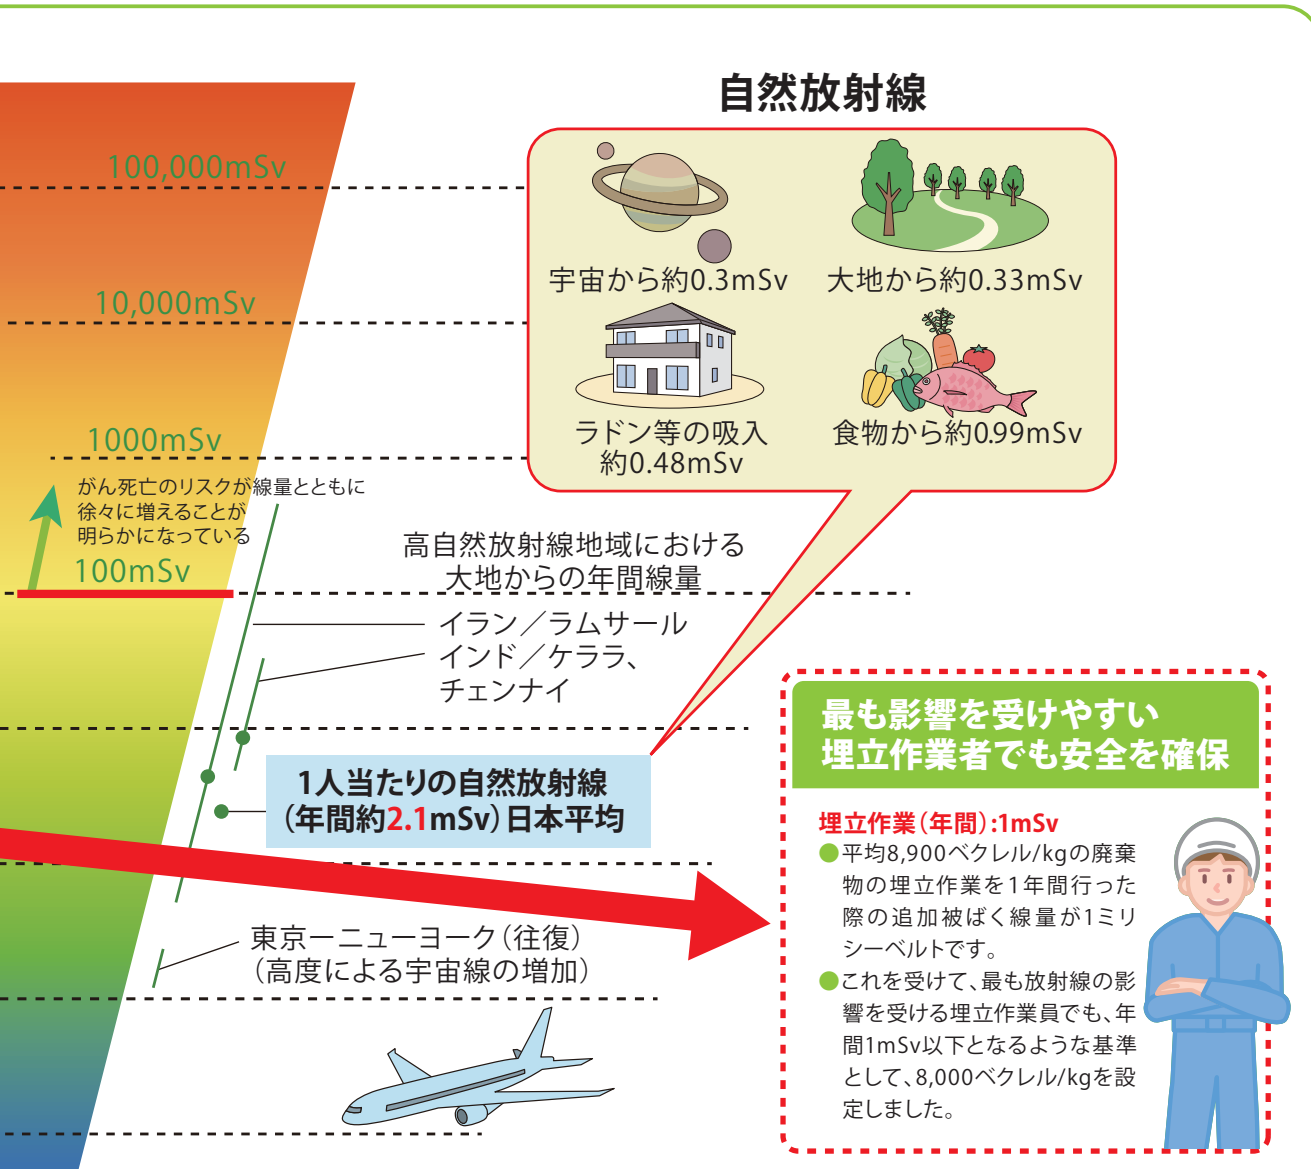 自然放射線
100,000mSv
10,000mSv
1000mSv
がん死亡のリスクが線量とともに
徐々に増えることが
明らかになっている
100mSv
宇宙から約0.3mSv
大地から約0.33mSv
ラドン等の吸入
約0.48mSv
食物から約0.99mSv
高自然放射線地域における
大地からの年間線量
イラン／ラムサール
インド／ケララ、
チェンナイ
1人当たりの自然放射線
（年間約2.1mSv）日本平均
東京ーニューヨーク（往復）
（高度による宇宙線の増加）
最も影響を受けやすい
埋立作業者でも安全を確保
埋立作業（年間）:1mSv
●平均8,900ベクレル/kgの廃棄
物の埋立作業を1年間行った
際の追加被ばく線量が1ミリ
シーベルトです。
●これを受けて、最も放射線の影
響を受ける埋立作業員でも、年
間1mSv以下となるような基準
として、8,000ベクレル/kgを設
定しました。